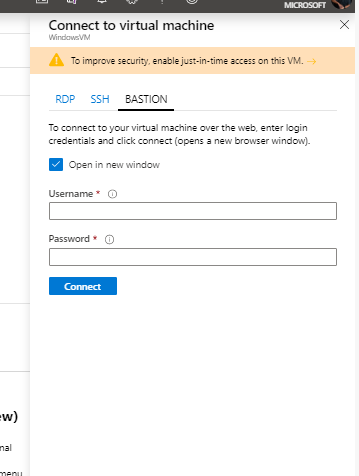 MICROSOFT
Connect to virtual machine
WindowsVM
To improve security, enable just-in-time access on this VM. →
RDP SSH BASTION
To connect to your virtual machine over the web, enter login
credentials and click connect (opens a new browser window).
Open in new window
Username *
Password *
Connect
ew)
nal
menu